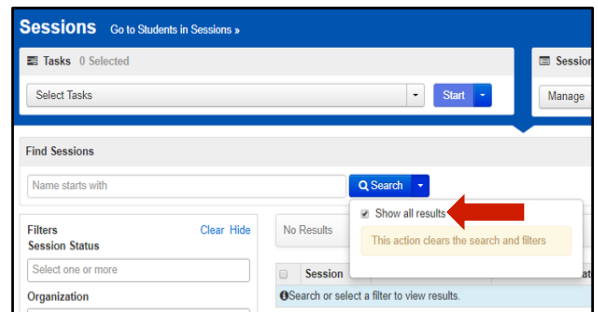 Sessions Go to Students in Sessions »
Tasks 0 Selected
Session
Select Tasks
Start
Manage
Find Sessions
Name starts with
Search
Show all results
Filters
Clear Hide
No Results
This action clears the search and filters
Session Status
Select one or more
Session
Organization
Search or select a filter to view results.